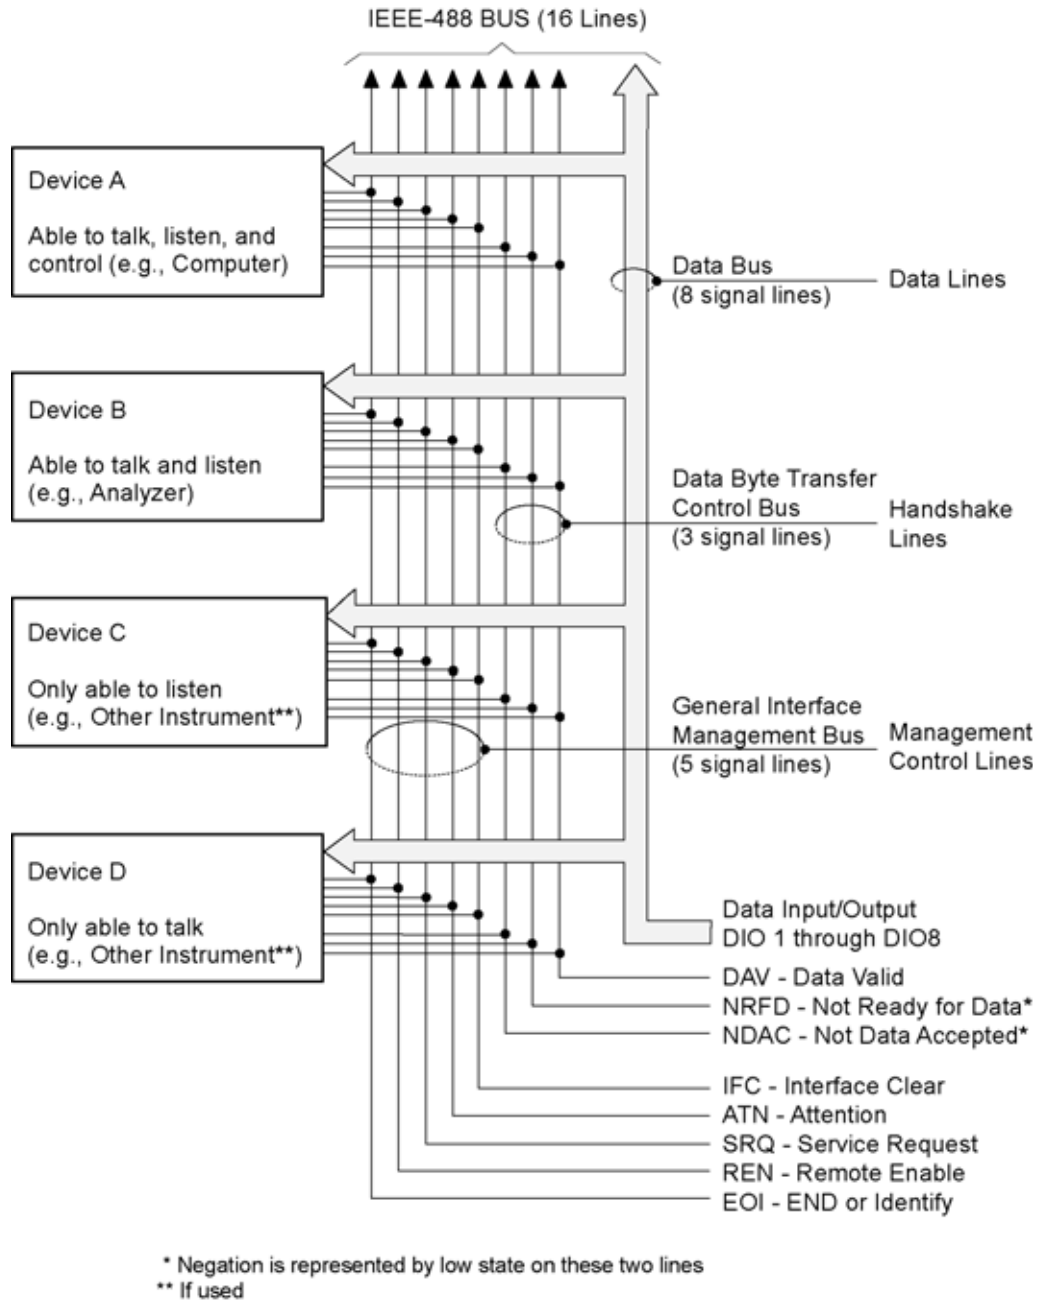 IEEE-488 BUS (16 Lines)
Device A
Able to talk, listen, and
control (e.g., Computer)
Data Bus
(8 signal lines)
Data Lines
Device B
Able to talk and listen
(e.g., Analyzer)
Data Byte Transfer
Control Bus
(3 signal lines)
Handshake
Lines
Device C
Only able to listen
(e.g., Other Instrument**)
General Interface
Management Bus
(5 signal lines)
Management
Control Lines
Device D
Only able to talk
(e.g., Other Instrument**)
Data Input/Output
DIO 1 through DIO8
DAV - Data Valid
NRFD - Not Ready for Data*
NDAC - Not Data Accepted*
IFC - Interface Clear
ATN - Attention
SRQ - Service Request
REN - Remote Enable
EOI - END or Identify
* Negation is represented by low state on these two lines
** If used